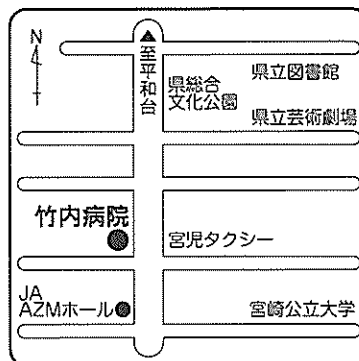 N
▲至平和台
県立図書館
県総合
文化公園
県立芸術劇場
竹内病院
宮児タクシー
JA
AZMホール
宮崎公立大学